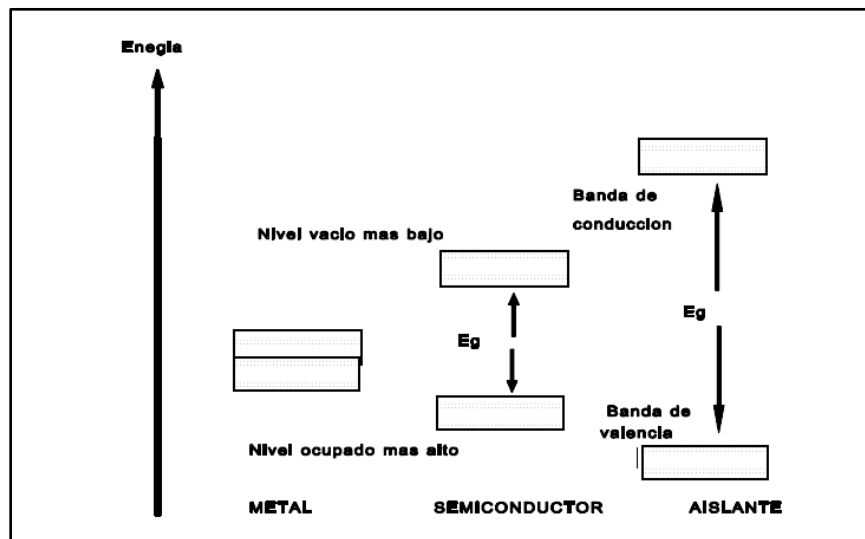 Enegia
Banda de
conduccion
Nivel vacio mas bajo
Eg
Eg
Banda de
valencia
Nivel ocupado mas alto
METAL
SEMICONDUCTOR
AISLANTE